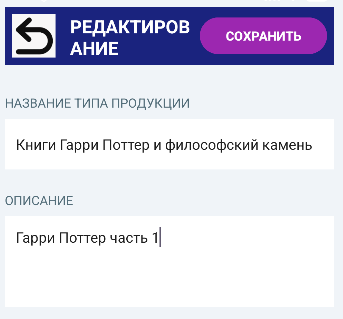 РЕДАКТИРОВ
АНИЕ
СОХРАНИТЬ
НАЗВАНИЕ ТИПА ПРОДУКЦИИ
Книги Гарри Поттер и философский камень
ОПИСАНИЕ
Гарри Поттер часть 1